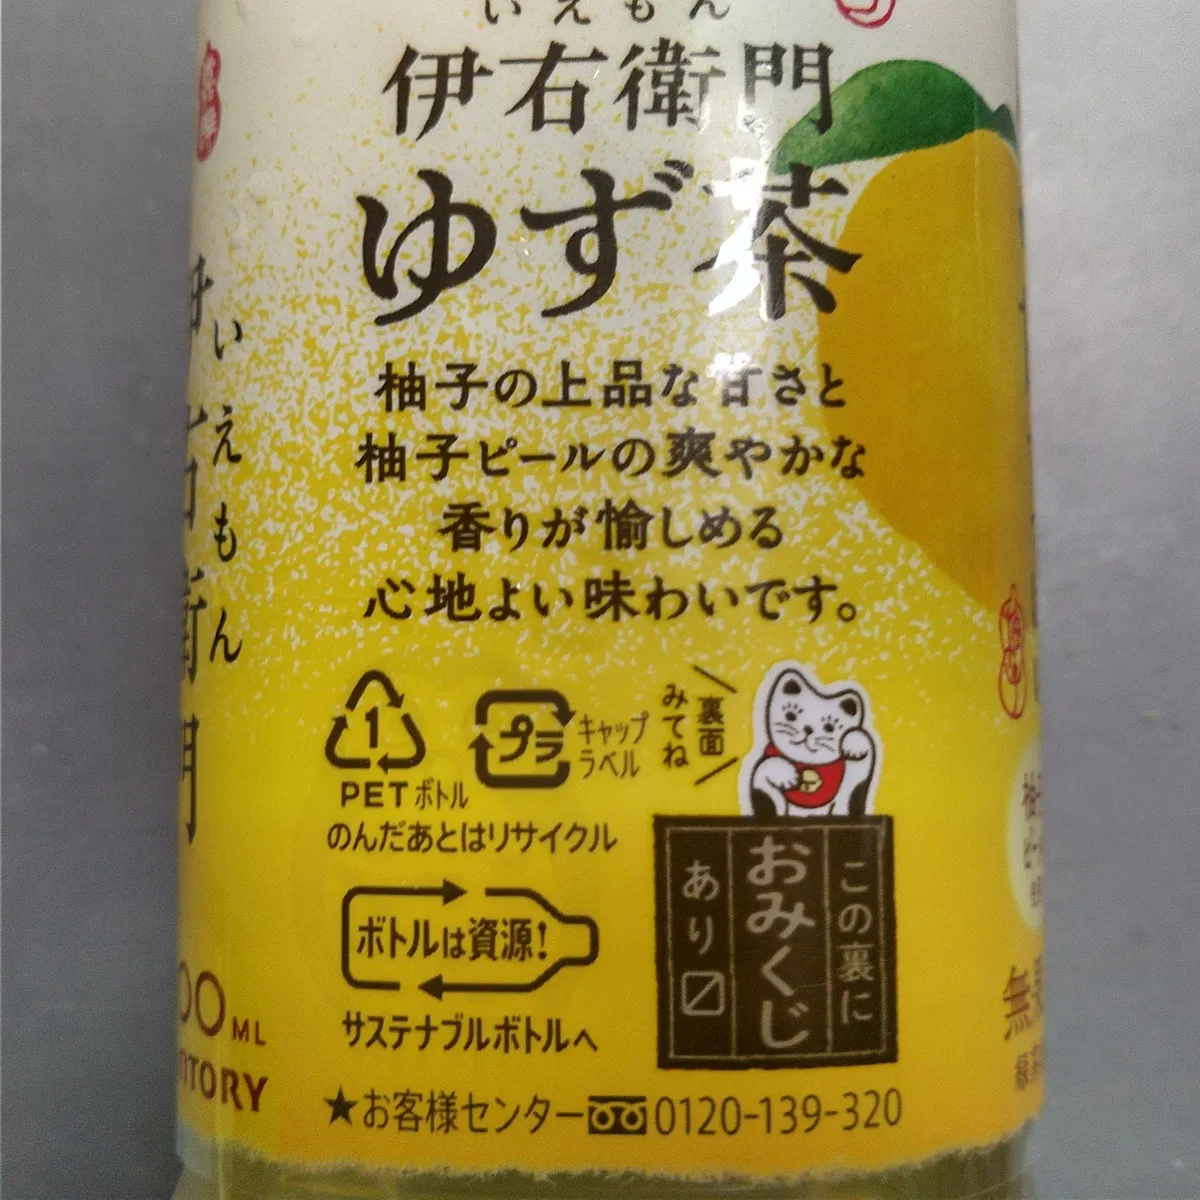 いえもん
伊右衛門
ゆず茶
柚子の上品な甘さと
柚子ピールの爽やかな
香りが愉しめる
心地よい味わいです。
いえもん
伊右衛門
1
PETボトル
プラ
キャップ
ラベル
のんだあとはリサイクル
裏面
みてね
この裏に
おみくじ
あり〼
ボトルは資源!
サステナブルボトルへ
ML
★お客様センター 0120-139-320